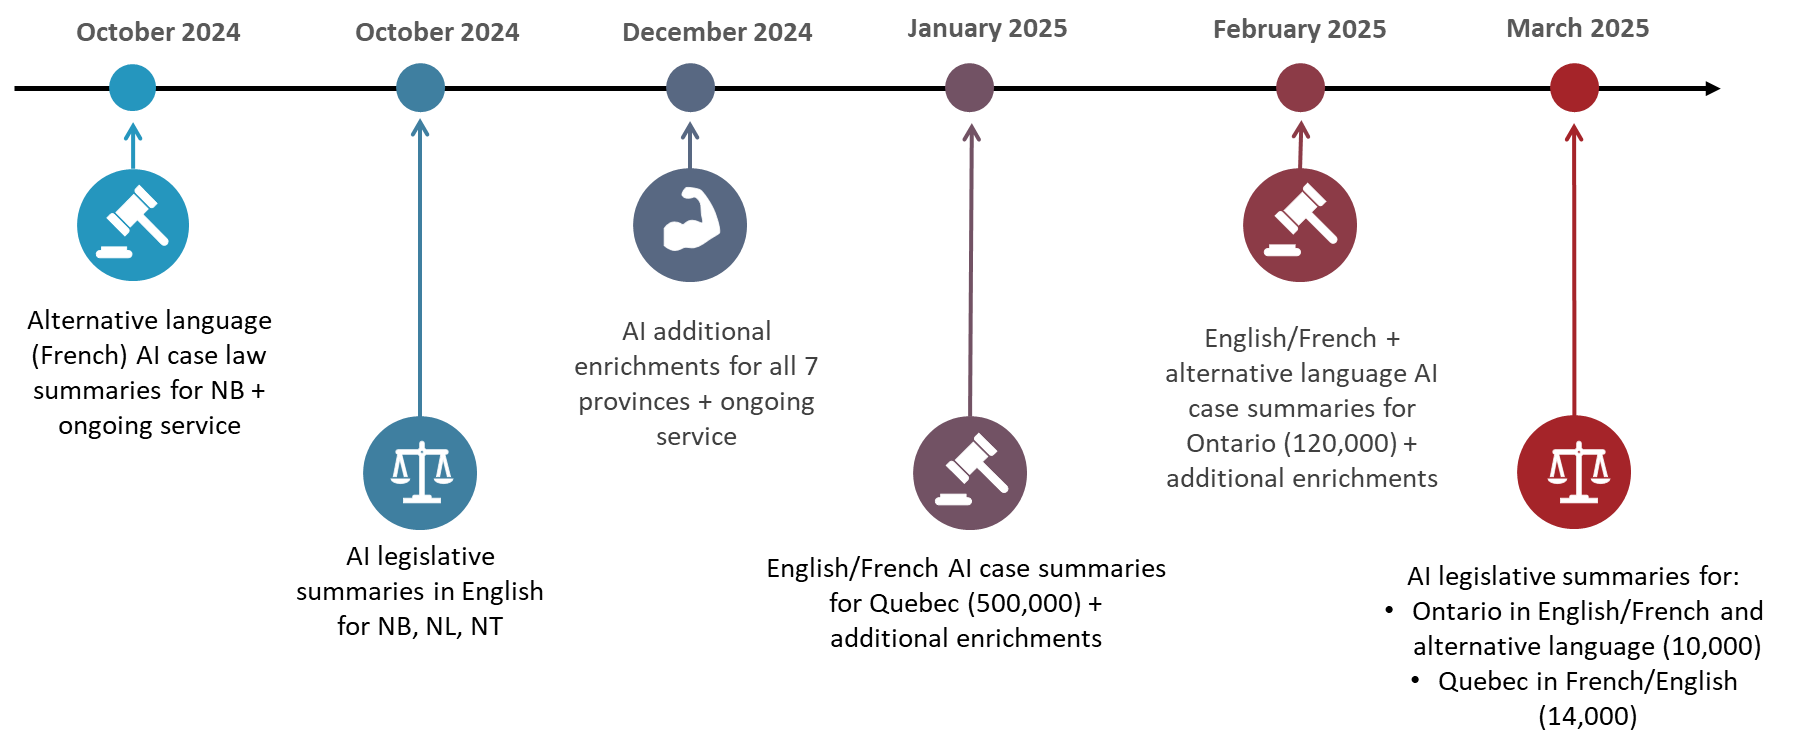 October 2024
October 2024
December 2024
January 2025
February 2025
March 2025
Alternative language
(French) AI case law
summaries for NB +
ongoing service
AI legislative
summaries in English
for NB, NL, NT
AI additional
enrichments for all 7
provinces + ongoing
service
English/French AI case summaries
for Quebec (500,000) +
additional enrichments
English/French +
alternative language AI
case summaries for
Ontario (120,000) +
additional enrichments
AI legislative summaries for:
• Ontario in English/French and
alternative language (10,000)
• Quebec in French/English
(14,000)